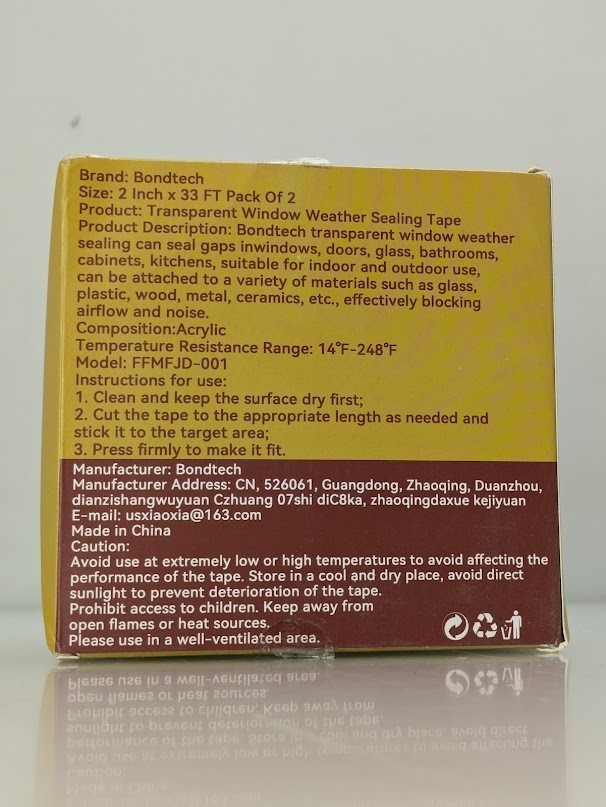 Brand: Bondtech
Size: 2 Inch x 33 FT Pack Of 2
Product: Transparent Window Weather Sealing Tape
Product Description: Bondtech transparent window weather
sealing can seal gaps inwindows, doors, glass, bathrooms,
cabinets, kitchens, suitable for indoor and outdoor use,
can be attached to a variety of materials such as glass,
plastic, wood, metal, ceramics, etc., effectively blocking
airflow and noise.
Composition:Acrylic
Temperature Resistance Range: 14°F-248°F
Model: FFMFJD-001
Instructions for use:
1. Clean and keep the surface dry first;
2. Cut the tape to the appropriate length as needed and
stick it to the target area;
3. Press firmly to make it fit.
Manufacturer: Bondtech
Manufacturer Address: CN, 526061, Guangdong, Zhaoqing, Duanzhou,
dianzishangwuyuan Czhuang 07shi diC8ka, zhaoqingdaxue kejiyuan
E-mail: usxiaoxia@163.com
Made in China
Caution:
Avoid use at extremely low or high temperatures to avoid affecting the
performance of the tape. Store in a cool and dry place, avoid direct
sunlight to prevent deterioration of the tape.
Prohibit access to children. Keep away from
open flames or heat sources.
Please use in a well-ventilated area.